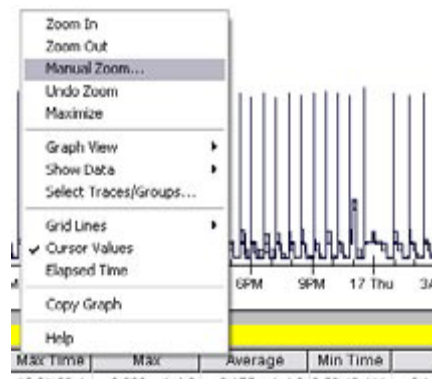 Zoom In
Zoom Out
Manual Zoom...
Undo Zoom
Maximize
Graph View
Show Data
Select Traces/Groups...
Grid Lines
Cursor Values
Elapsed Time
Copy Graph
Help
6PM 9PM 17 Thu 3A
Max Time Max Average Min Time